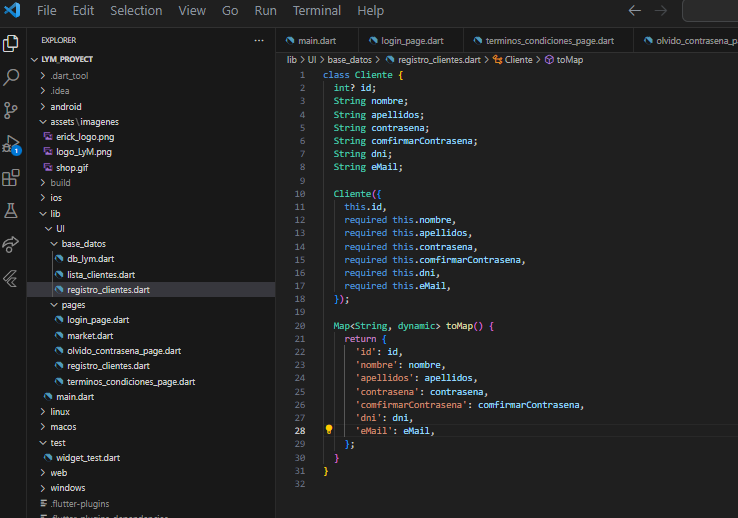 File Edit Selection View Go Run Terminal Help
EXPLORER ...
LYM_PROYECT
.dart_tool
.idea
android
assets\imagenes
erick_logo.png
logo_LyM.png
shop.gif
build
ios
lib
UI
base_datos
db_lym.dart
lista_clientes.dart
registro_clientes.dart
pages
login_page.dart
market.dart
olvido_contrasena_page.dart
registro_clientes.dart
terminos_condiciones_page.dart
main.dart
linux
macos
test
widget_test.dart
web
windows
.flutter-plugins
.flutter-plugins-dependencies
1
main.dart login_page.dart terminos_condiciones_page.dart olvido_contrasena_p
lib > UI > base_datos > registro_clientes.dart > Cliente > toMap
1 class Cliente {
2 int? id;
3 String nombre;
4 String apellidos;
5 String contrasena;
6 String comfirmarContrasena;
7 String dni;
8 String eMail;
9
10 Cliente({
11 this.id,
12 required this.nombre,
13 required this.apellidos,
14 required this.contrasena,
15 required this.comfirmarContrasena,
16 required this.dni,
17 required this.eMail,
18 });
19
20 Map<String, dynamic> toMap() {
21 return {
22 'id': id,
23 'nombre': nombre,
24 'apellidos': apellidos,
25 'contrasena': contrasena,
26 'comfirmarContrasena': comfirmarContrasena,
27 'dni': dni,
28 'eMail': eMail,
29 };
30 }
31 }
32